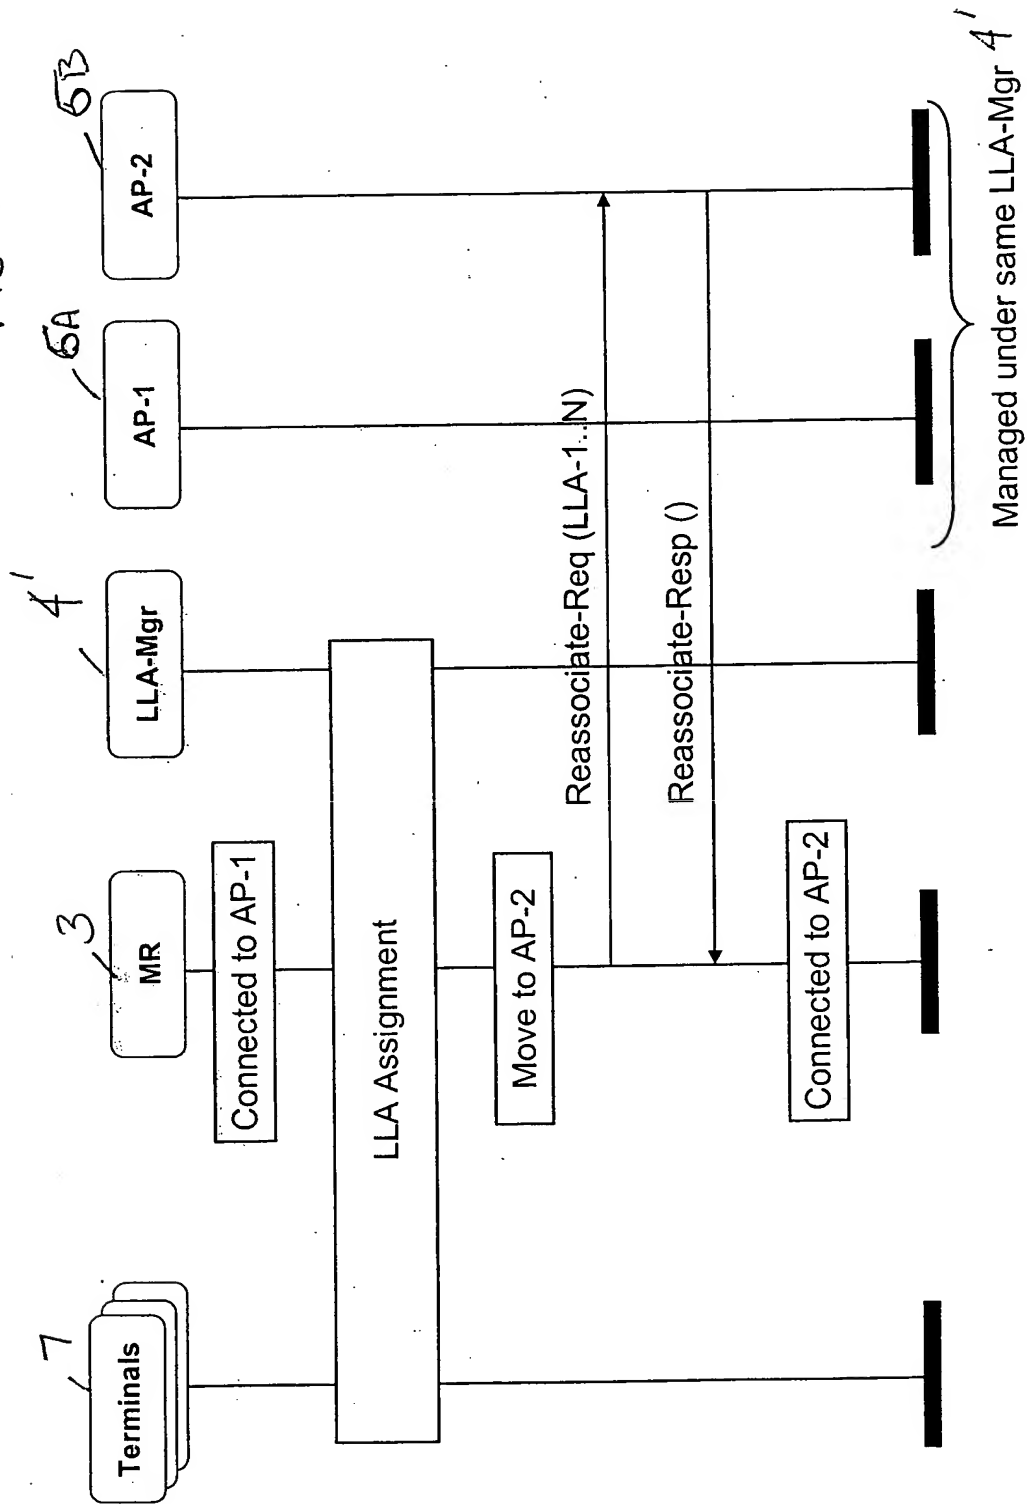 7
3
4'
5A
5B
Terminals
MR
LLA-Mgr
AP-1
AP-2
Connected to AP-1
LLA Assignment
Move to AP-2
Reassociate-Req (LLA-1..N)
Reassociate-Resp ()
Connected to AP-2
Managed under same LLA-Mgr 4'